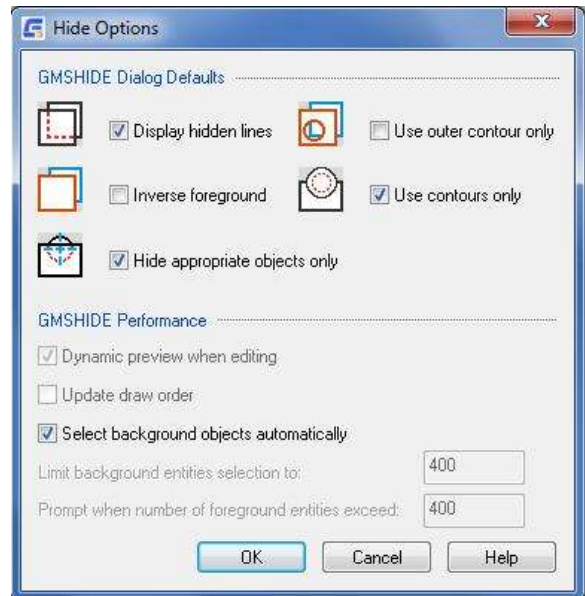 Hide Options
GMSHIDE Dialog Defaults
Display hidden lines
Use outer contour only
Inverse foreground
Use contours only
Hide appropriate objects only
GMSHIDE Performance
Dynamic preview when editing
Update draw order
Select background objects automatically
Limit background entities selection to: 400
Prompt when number of foreground entities exceed: 400
OK Cancel Help